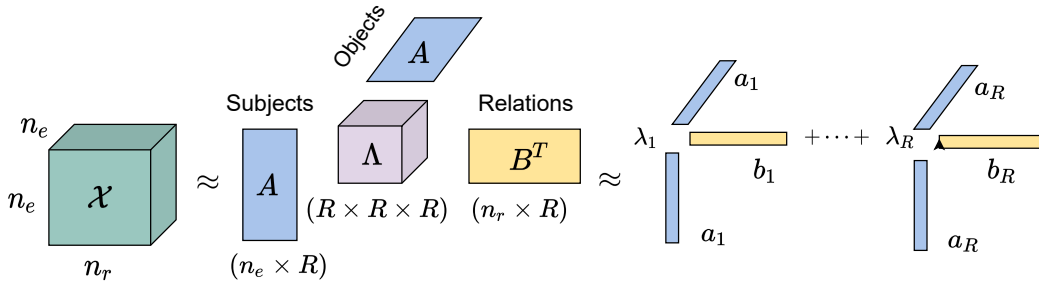 Objects
A
Subjects
Relations
n_e
n_e
𝒳
n_r
≈
A
(n_e × R)
Λ
(R × R × R)
B^T
(n_r × R)
≈
λ_1
a_1
b_1
a_1
+···+
λ_R
a_R
b_R
a_R